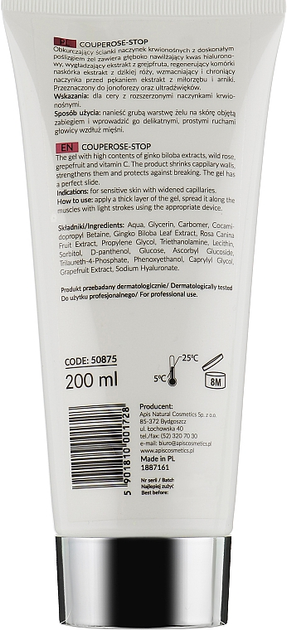 PL COUPEROSE-STOP
Obkurczający ścianki naczynek krwionośnych z doskonałym
poślizgiem żel zawiera głęboko nawilżający kwas hialurono-
wy, wygładzający ekstrakt z grejpfruta, regenerujący komórki
naskórka ekstrakt z dzikiej róży, wzmacniający i chroniący
naczynka przed pękaniem ekstrakt z miłorzębu i arniki.
Przeznaczony do jonoforezy oraz ultradźwięków.
Wskazania: dla cery z rozszerzonymi naczynkami krwio-
nośnymi.
Sposób użycia: nanieść grubą warstwę żelu na skórę objętą
zabiegiem i wprowadzić go delikatnymi, prostymi ruchami
głowicy wzdłuż mięśni.
EN COUPEROSE-STOP
The gel with high contents of ginko biloba extracts, wild rose,
grepefruit and vitamin C. The product shrinks capillary walls,
strengthens them and protects against breaking. The gel has
a perfect slide.
Indications: for sensitive skin with widened capillaries.
How to use: apply a thick layer of the gel, spread it along the
muscles with light strokes using the appropriate device.
Składniki/Ingredients: Aqua, Glycerin, Carbomer, Cocami-
dopropyl Betaine, Gingko Biloba Leaf Extract, Rosa Canina
Fruit Extract, Propylene Glycol, Triethanolamine, Lecithin,
Sorbitol, D-panthenol, Glucose, Ascorbyl Glucoside,
Trilaureth-4-Phosphate, Phenoxyethanol, Caprylyl Glycol,
Grapefruit Extract, Sodium Hyaluronate.
Produkt przebadany dermatologicznie/ Dermatologically tested
Do użytku profesjonalnego/ For professional use.
CODE: 50875
200 ml
25°C
5°C
8M
5 901810 001728
Producent:
Apis Natural Cosmetics Sp. z o.o.
85-372 Bydgoszcz
ul. Łochowska 40
tel./fax: (52) 320 70 30
e-mail: biuro@apiscosmetics.pl
www.apiscosmetics.pl
Made in PL
1887161
Nr serii / Batch
Najlepiej zużyć
Best before: